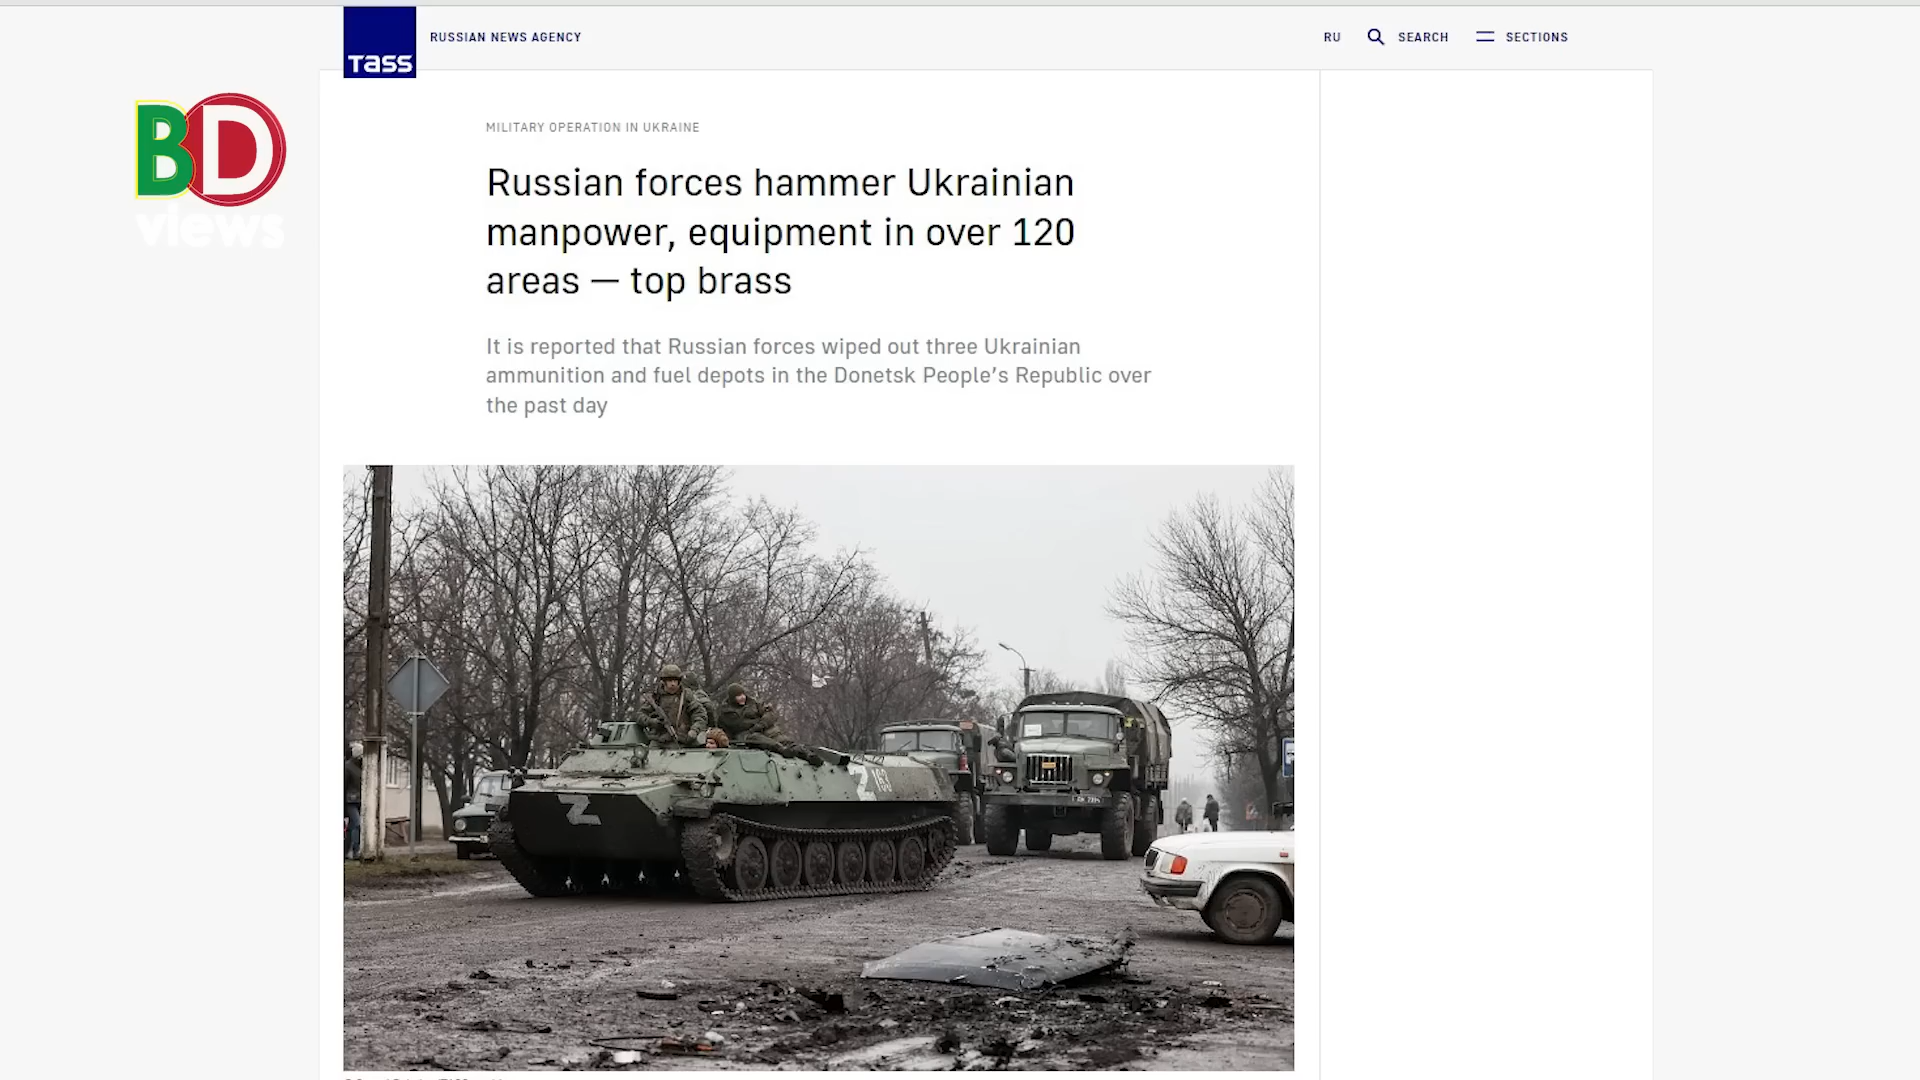 TASS
RUSSIAN NEWS AGENCY
RU
SEARCH
SECTIONS
BD
views
MILITARY OPERATION IN UKRAINE
Russian forces hammer Ukrainian
manpower, equipment in over 120
areas — top brass
It is reported that Russian forces wiped out three Ukrainian
ammunition and fuel depots in the Donetsk People’s Republic over
the past day
Z
Z 163